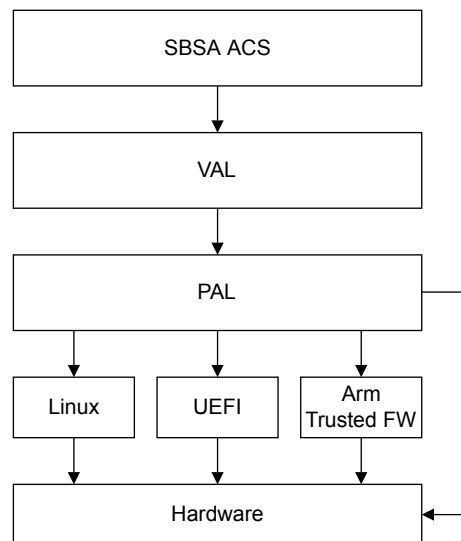 SBSA ACS
VAL
PAL
Linux
UEFI
Arm
Trusted FW
Hardware